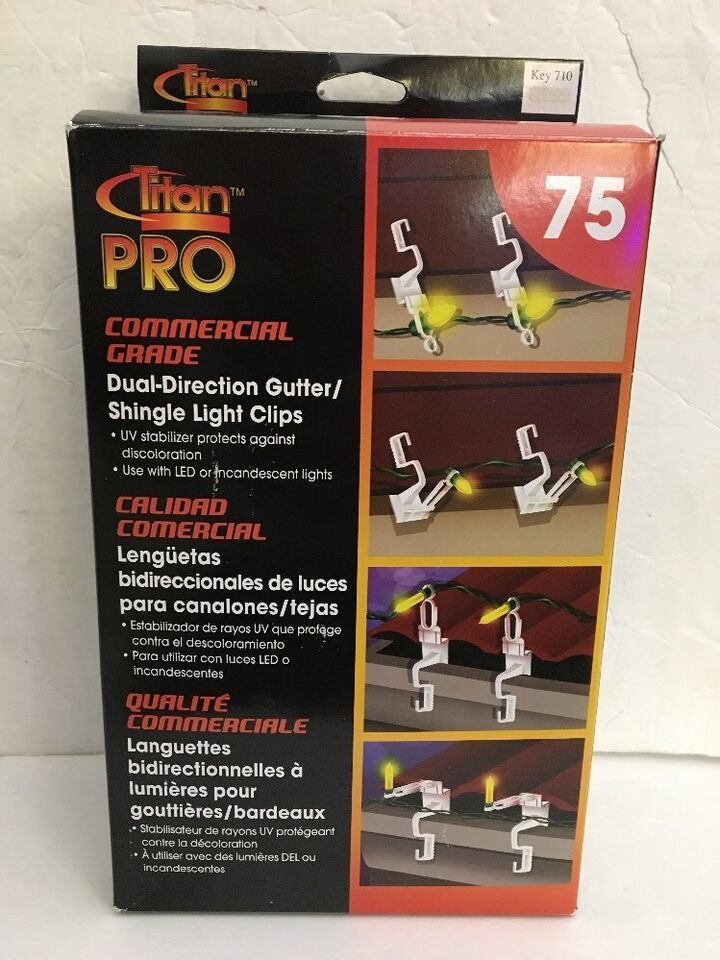 Titan™
Key 710
Titan™
PRO
75
COMMERCIAL
GRADE
Dual-Direction Gutter/
Shingle Light Clips
• UV stabilizer protects against
discoloration
• Use with LED or incandescent lights
CALIDAD
COMERCIAL
Lengüetas
bidireccionales de luces
para canalones/tejas
• Estabilizador de rayos UV que protege
contra el descoloramiento
• Para utilizar con luces LED o
incandescentes
QUALITÉ
COMMERCIALE
Languettes
bidirectionnelles à
lumières pour
gouttières/bardeaux
• Stabilisateur de rayons UV protégeant
contre la décoloration
• À utiliser avec des lumières DEL ou
incandescentes